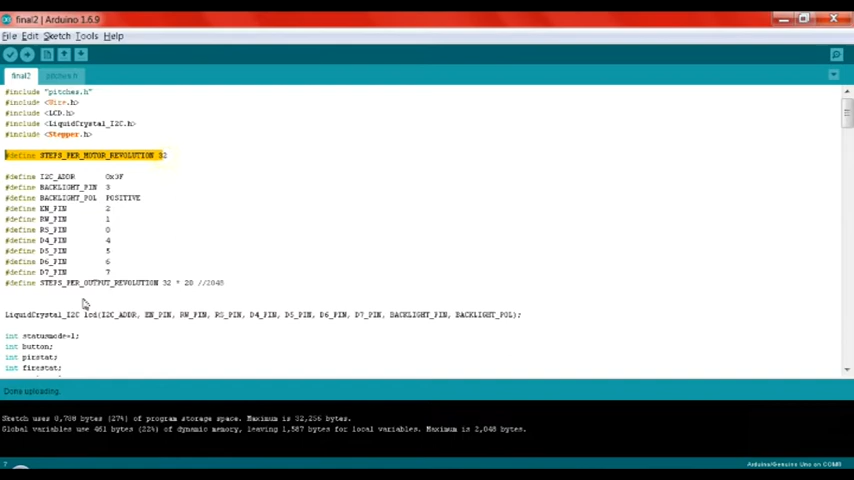 final2 | Arduino 1.6.9
File Edit Sketch Tools Help
final2 pitches.h
#include "pitches.h"
#include <Wire.h>
#include <LCD.h>
#include <LiquidCrystal_I2C.h>
#include <Stepper.h>
#define STEPS_PER_MOTOR_REVOLUTION 32
#define I2C_ADDR 0x3F
#define BACKLIGHT_PIN 3
#define BACKLIGHT_POL POSITIVE
#define EN_PIN 2
#define RW_PIN 1
#define RS_PIN 0
#define D4_PIN 4
#define D5_PIN 5
#define D6_PIN 6
#define D7_PIN 7
#define STEPS_PER_OUTPUT_REVOLUTION 32 * 20 //2048
LiquidCrystal_I2C lcd(I2C_ADDR, EN_PIN, RW_PIN, RS_PIN, D4_PIN, D5_PIN, D6_PIN, D7_PIN, BACKLIGHT_PIN, BACKLIGHT_POL);
int statusmode=1;
int button;
int pirstat;
int firestat;
Done uploading.
Sketch uses 8,788 bytes (27%) of program storage space. Maximum is 32,256 bytes.
Global variables use 461 bytes (22%) of dynamic memory, leaving 1,587 bytes for local variables. Maximum is 2,048 bytes.
7 Arduino/Genuino Uno on COM8